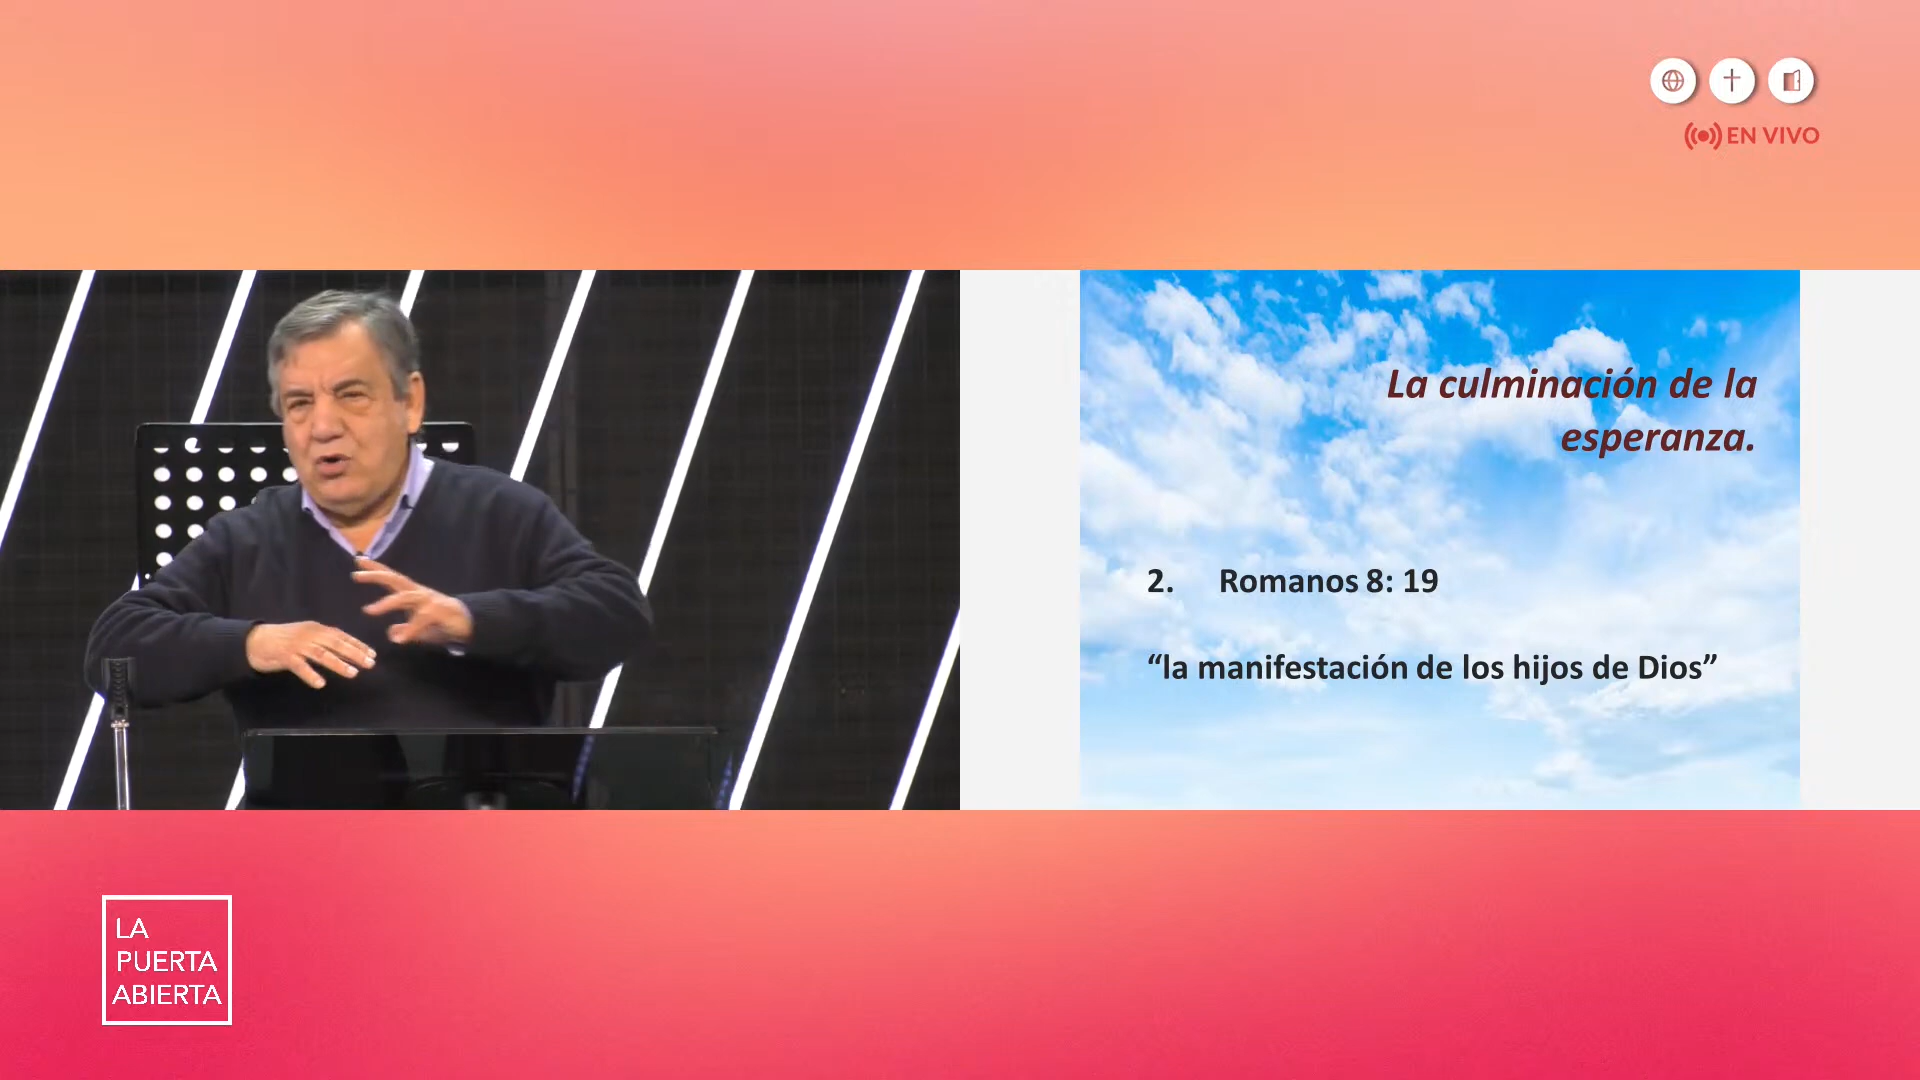 EN VIVO
La culminación de la
esperanza.
2. Romanos 8: 19
“la manifestación de los hijos de Dios”
LA
PUERTA
ABIERTA